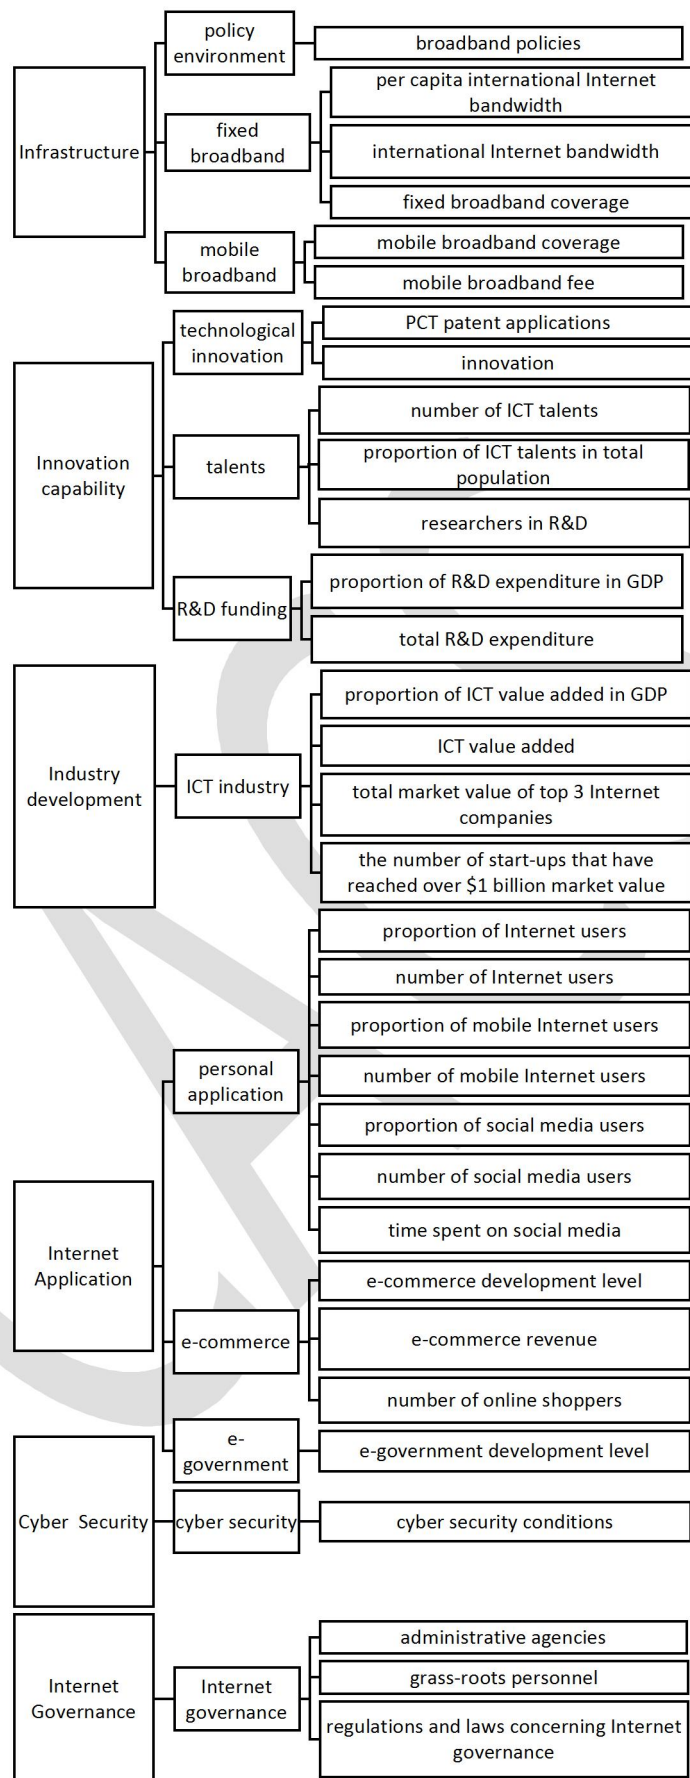 policy
environment
broadband policies
Infrastructure
fixed
broadband
per capita international Internet
bandwidth
international Internet bandwidth
fixed broadband coverage
mobile
broadband
mobile broadband coverage
mobile broadband fee
Innovation
capability
technological
innovation
PCT patent applications
innovation
talents
number of ICT talents
proportion of ICT talents in total
population
researchers in R&D
R&D funding
proportion of R&D expenditure in GDP
total R&D expenditure
Industry
development
ICT industry
proportion of ICT value added in GDP
ICT value added
total market value of top 3 Internet
companies
the number of start-ups that have
reached over $1 billion market value
Internet
Application
personal
application
proportion of Internet users
number of Internet users
proportion of mobile Internet users
number of mobile Internet users
proportion of social media users
number of social media users
time spent on social media
e-commerce
e-commerce development level
e-commerce revenue
number of online shoppers
e-
government
e-government development level
Cyber Security
cyber security
cyber security conditions
Internet
Governance
Internet
governance
administrative agencies
grass-roots personnel
regulations and laws concerning Internet
governance